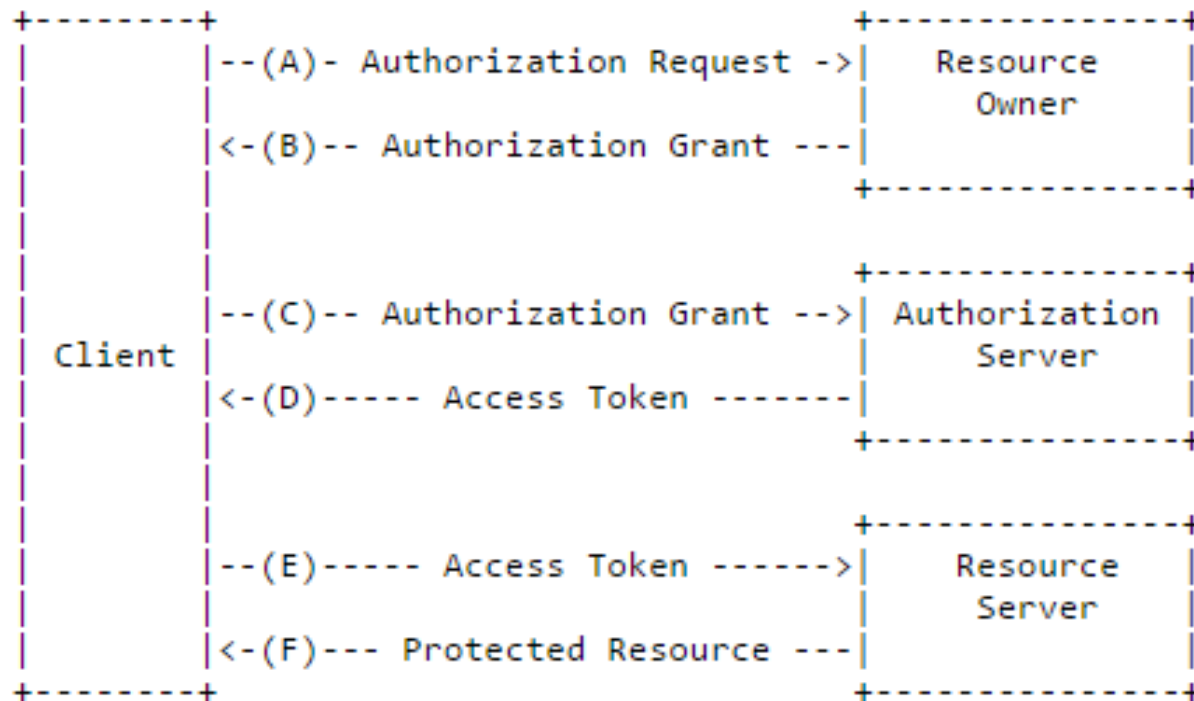 +--------+                               +---------------+
|        |--(A)- Authorization Request ->|   Resource    |
|        |                               |     Owner     |
|        |<-(B)-- Authorization Grant ---|               |
|        |                               +---------------+
|        |
|        |                               +---------------+
|        |--(C)-- Authorization Grant -->| Authorization |
| Client |                               |     Server    |
|        |<-(D)----- Access Token -------|               |
|        |                               +---------------+
|        |
|        |                               +---------------+
|        |--(E)----- Access Token ------>|    Resource   |
|        |                               |     Server    |
|        |<-(F)--- Protected Resource ---|               |
+--------+                               +---------------+